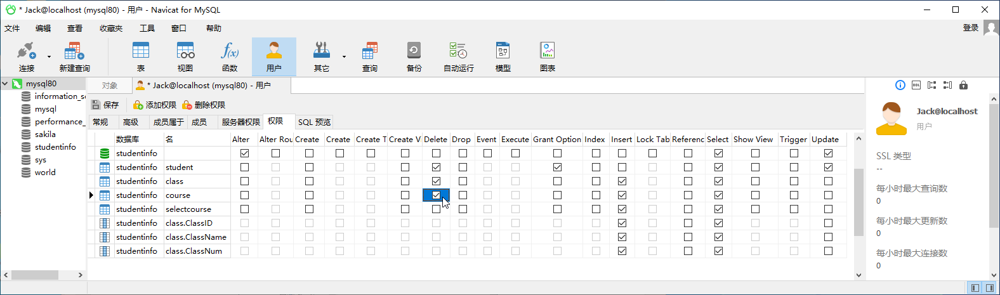 * Jack@localhost (mysql80) - 用户 - Navicat for MySQL
文件 编辑 查看 收藏夹 工具 窗口 帮助 登录
连接 新建查询 表 视图 f(x) 函数 用户 其它 查询 备份 自动运行 模型 图表
mysql80
information_s
mysql
performance_
sakila
studentinfo
sys
world
对象 * Jack@localhost (mysql80) - 用户
保存 添加权限 删除权限
常规 高级 成员属于 成员 服务器权限 权限 SQL 预览
数据库 名 Alter Alter Rou Create Create Create T Create V Delete Drop Event Execute Grant Option Index Insert Lock Tab Referenc Select Show View Trigger Update
studentinfo
studentinfo student
studentinfo class
studentinfo course
studentinfo selectcourse
studentinfo class.ClassID
studentinfo class.ClassName
studentinfo class.ClassNum
DDL
Jack@localhost
用户
SSL 类型
--
每小时最大查询数
0
每小时最大更新数
0
每小时最大连接数
0